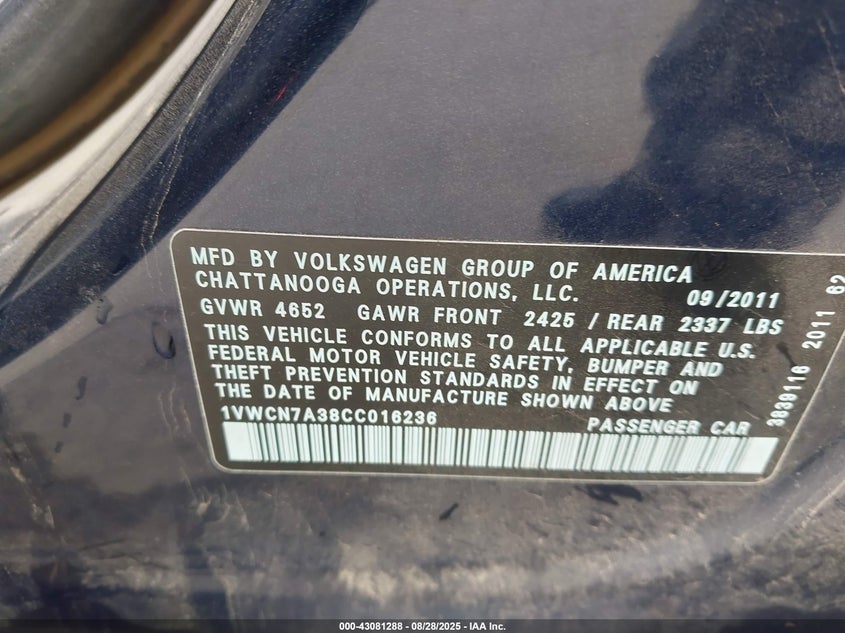 MFD BY VOLKSWAGEN GROUP OF AMERICA
CHATTANOOGA OPERATIONS, LLC. 09/2011
GVWR 4652 GAWR FRONT 2425 / REAR 2337 LBS
THIS VEHICLE CONFORMS TO ALL APPLICABLE U.S.
FEDERAL MOTOR VEHICLE SAFETY, BUMPER AND
THEFT PREVENTION STANDARDS IN EFFECT ON
THE DATE OF MANUFACTURE SHOWN ABOVE
1VWCN7A38CC016236 PASSENGER CAR
3839116 2011 62
000-43081288 - 08/28/2025 - IAA Inc.